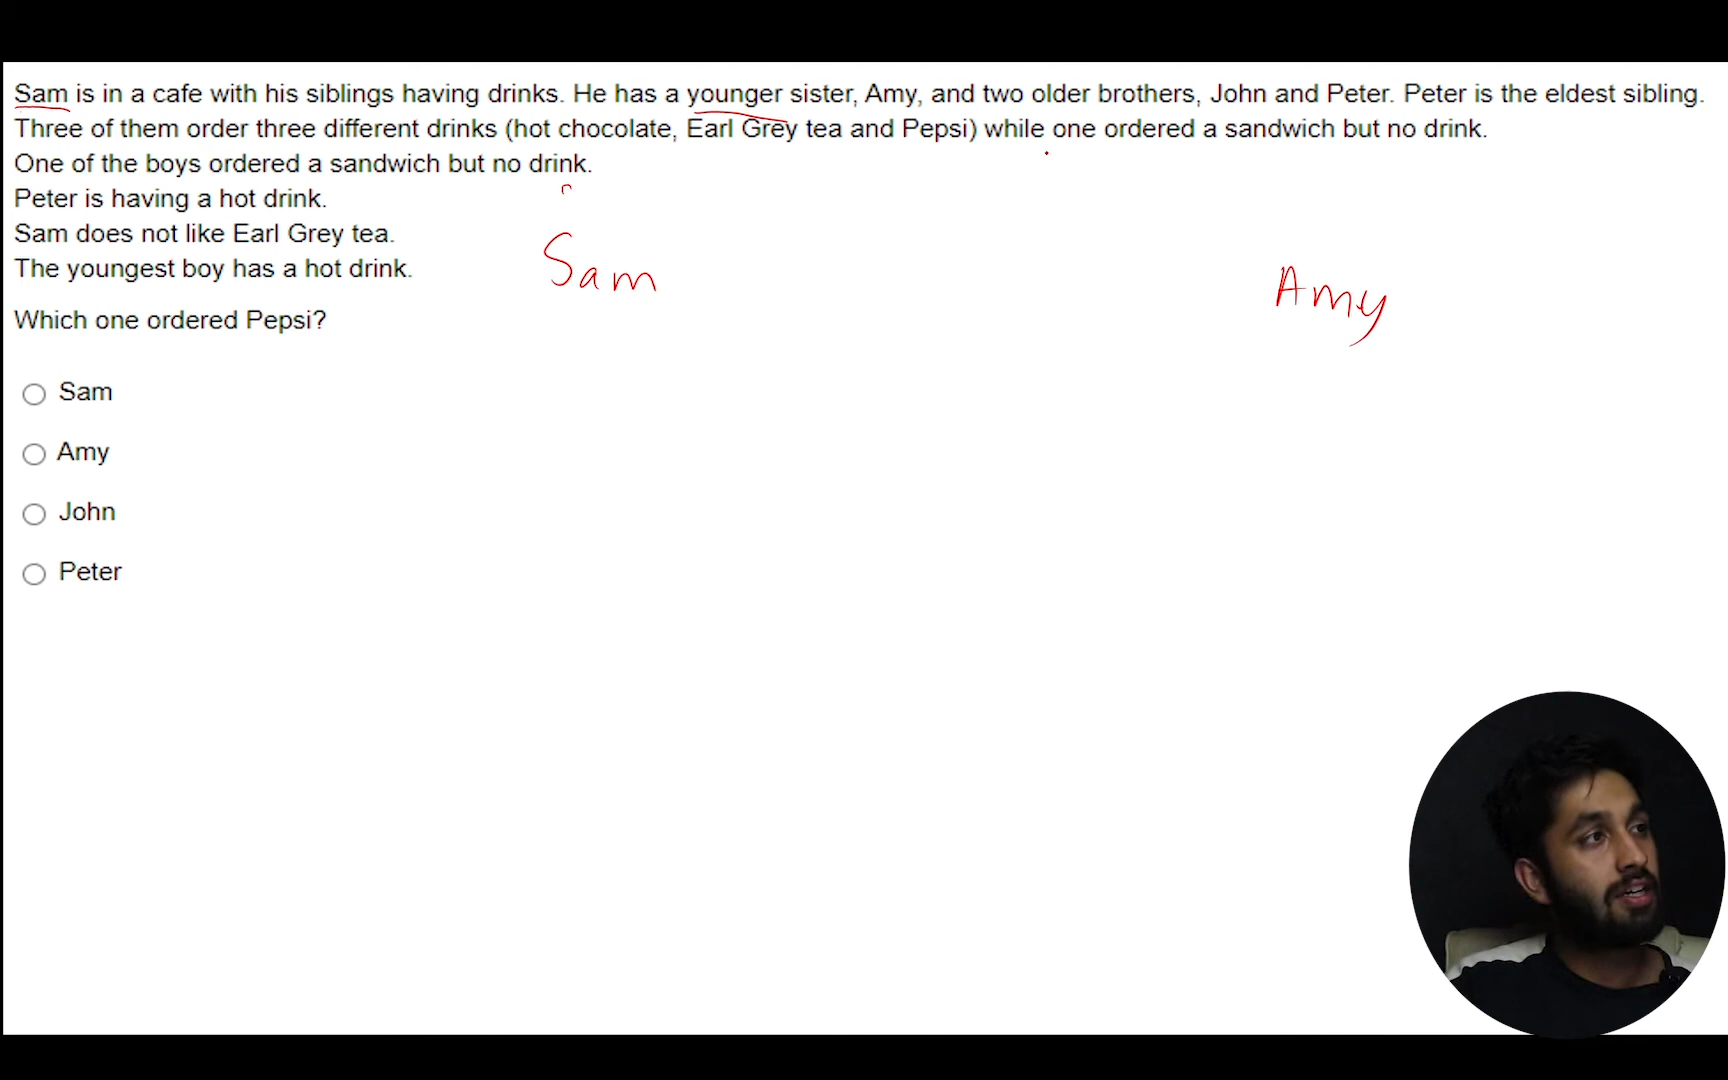 Sam is in a cafe with his siblings having drinks. He has a younger sister, Amy, and two older brothers, John and Peter. Peter is the eldest sibling.
Three of them order three different drinks (hot chocolate, Earl Grey tea and Pepsi) while one ordered a sandwich but no drink.
One of the boys ordered a sandwich but no drink.
Peter is having a hot drink.
Sam does not like Earl Grey tea.
The youngest boy has a hot drink.
Sam
Amy
Which one ordered Pepsi?
Sam
Amy
John
Peter